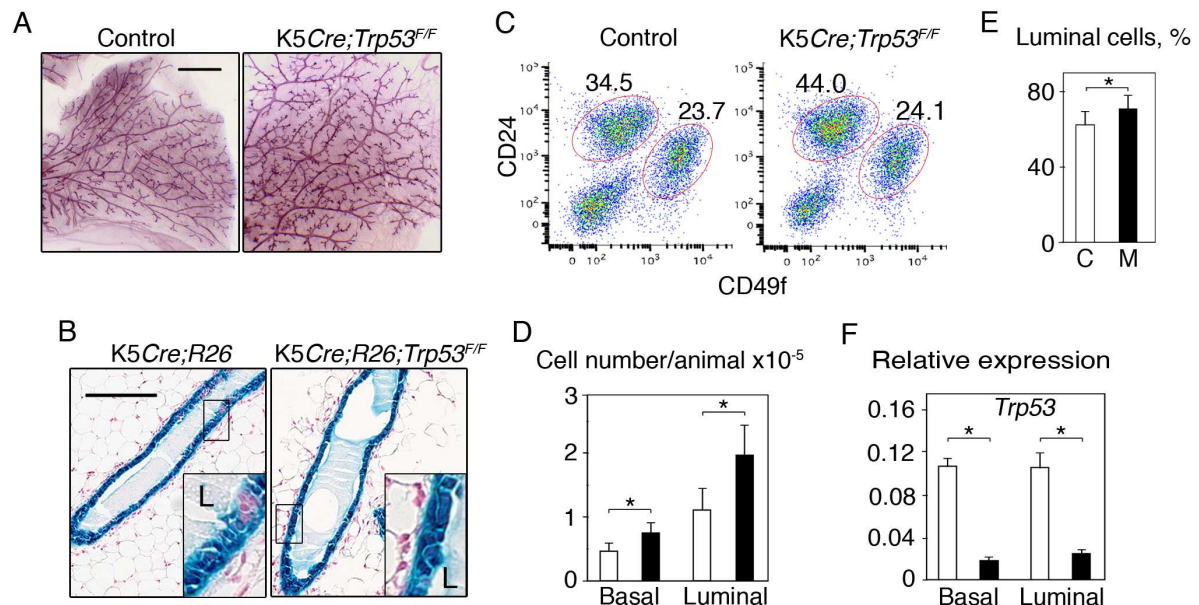 A
Control
K5Cre;Trp53F/F
B
K5Cre;R26
K5Cre;R26;Trp53F/F
L
L
C
Control
K5Cre;Trp53F/F
34.5
23.7
44.0
24.1
CD24
10⁵
10⁴
10³
10²
0
0 10² 10³ 10⁴
10⁵
10⁴
10³
10²
0
0 10² 10³ 10⁴
CD49f
D
Cell number/animal x10⁻⁵
3
2
1
0
*
*
Basal Luminal
E
Luminal cells, %
80
40
0
*
C M
F
Relative expression
Trp53
0.16
0.12
0.08
0.04
0
*
*
Basal Luminal